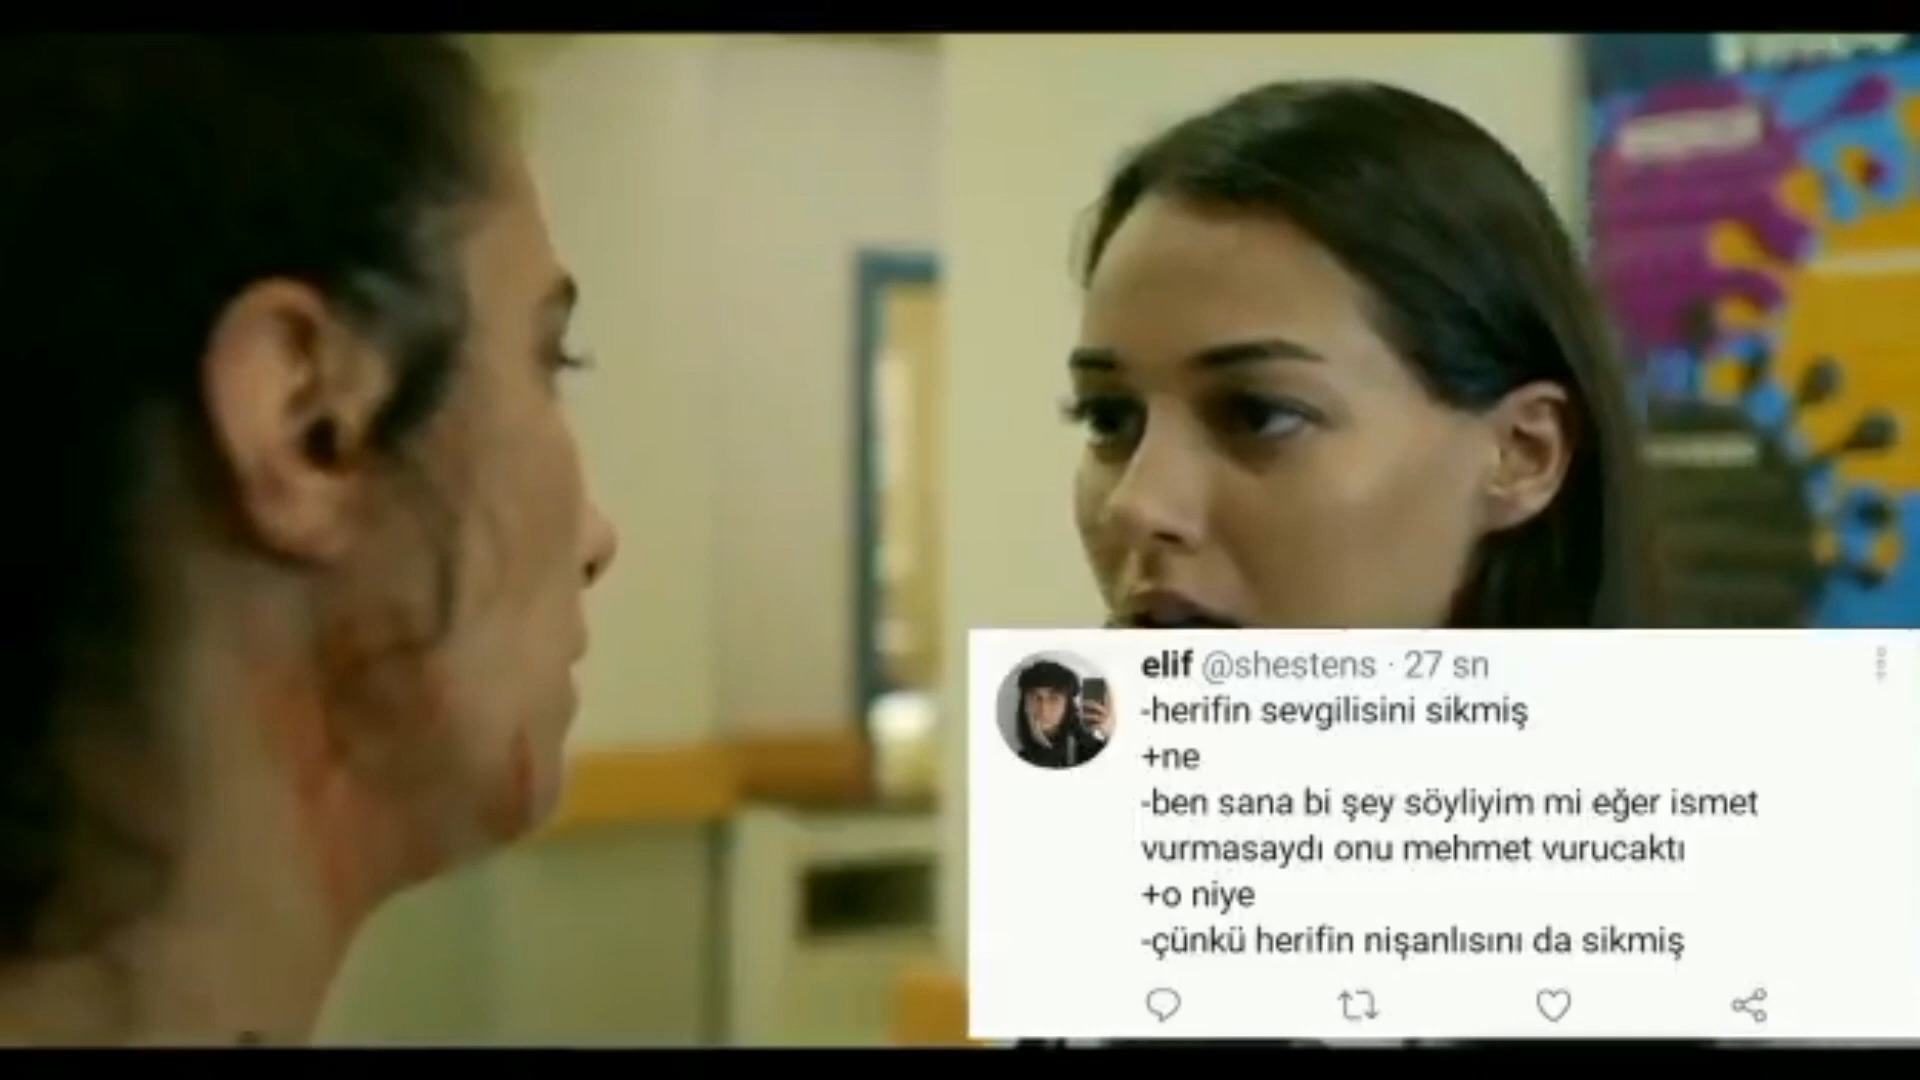 elif @shestens · 27 sn
-herifin sevgilisini sikmiş
+ne
-ben sana bi şey söyliyim mi eğer ismet
vurmasaydı onu mehmet vurucaktı
+o niye
-çünkü herifin nişanlısını da sikmiş